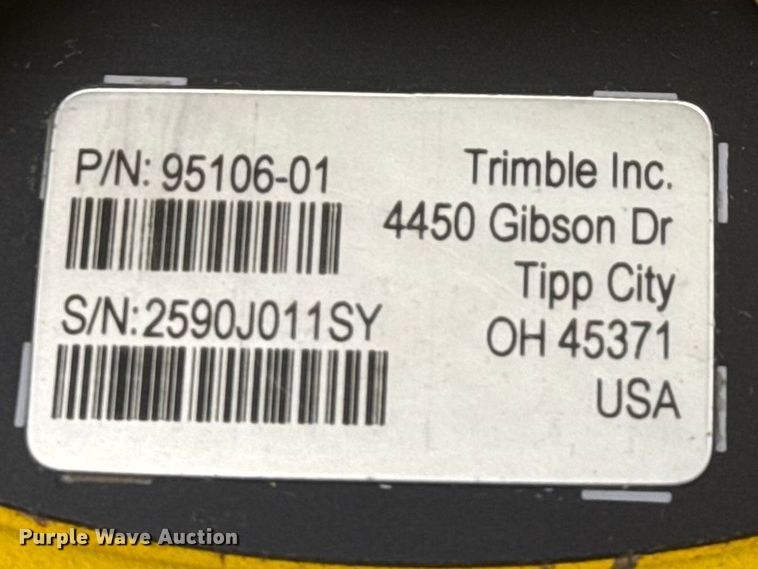 P/N: 95106-01
S/N:2590J011SY
Trimble Inc.
4450 Gibson Dr
Tipp City
OH 45371
USA
Purple Wave Auction